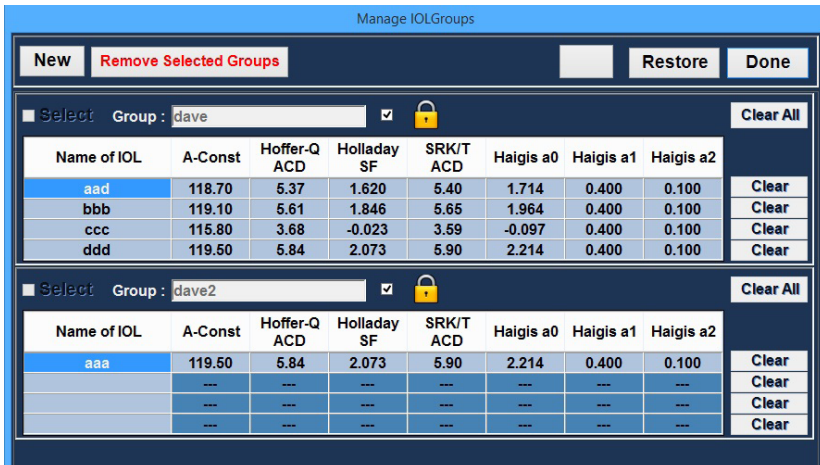 Manage IOLGroups
New Remove Selected Groups Restore Done
Select Group : dave Clear All
Name of IOL A-Const Hoffer-Q ACD Holladay SF SRK/T ACD Haigis a0 Haigis a1 Haigis a2
aad 118.70 5.37 1.620 5.40 1.714 0.400 0.100 Clear
bbb 119.10 5.61 1.846 5.65 1.964 0.400 0.100 Clear
ccc 115.80 3.68 -0.023 3.59 -0.097 0.400 0.100 Clear
ddd 119.50 5.84 2.073 5.90 2.214 0.400 0.100 Clear
Select Group : dave2 Clear All
Name of IOL A-Const Hoffer-Q ACD Holladay SF SRK/T ACD Haigis a0 Haigis a1 Haigis a2
aaa 119.50 5.84 2.073 5.90 2.214 0.400 0.100 Clear
--- --- --- --- --- --- --- Clear
--- --- --- --- --- --- --- Clear
--- --- --- --- --- --- --- Clear